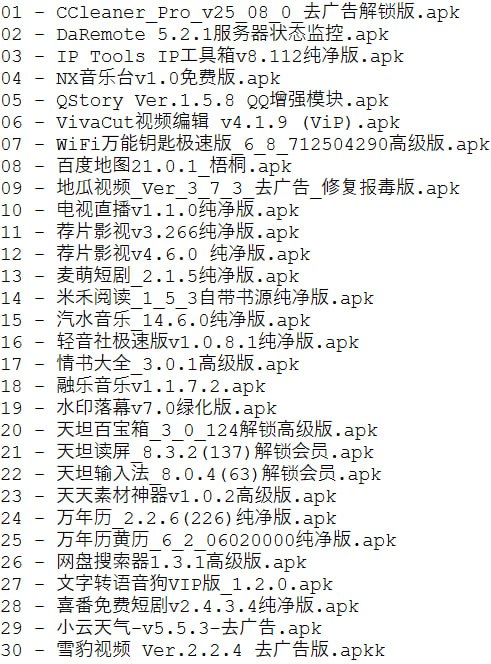 01 - CCleaner_Pro_v25_08_0_去广告解锁版.apk
02 - DaRemote 5.2.1服务器状态监控.apk
03 - IP Tools IP工具箱v8.112纯净版.apk
04 - NX音乐台v1.0免费版.apk
05 - QStory Ver.1.5.8 QQ增强模块.apk
06 - VivaCut视频编辑 v4.1.9 (ViP).apk
07 - WiFi万能钥匙极速版_6_8_712504290高级版.apk
08 - 百度地图21.0.1_梧桐.apk
09 - 地瓜视频_Ver_3_7_3_去广告_修复报毒版.apk
10 - 电视直播v1.1.0纯净版.apk
11 - 荐片影视v3.266纯净版.apk
12 - 荐片影视v4.6.0 纯净版.apk
13 - 麦萌短剧_2.1.5纯净版.apk
14 - 米禾阅读_1_5_3自带书源纯净版.apk
15 - 汽水音乐_14.6.0纯净版.apk
16 - 轻音社极速版v1.0.8.1纯净版.apk
17 - 情书大全_3.0.1高级版.apk
18 - 融乐音乐v1.1.7.2.apk
19 - 水印落幕v7.0绿化版.apk
20 - 天坦百宝箱_3_0_124解锁高级版.apk
21 - 天坦读屏_8.3.2(137)解锁会员.apk
22 - 天坦输入法_8.0.4(63)解锁会员.apk
23 - 天天素材神器v1.0.2高级版.apk
24 - 万年历_2.2.6(226)纯净版.apk
25 - 万年历黄历_6_2_06020000纯净版.apk
26 - 网盘搜索器1.3.1高级版.apk
27 - 文字转语音狗VIP版_1.2.0.apk
28 - 喜番免费短剧v2.4.3.4纯净版.apk
29 - 小云天气-v5.5.3-去广告.apk
30 - 雪豹视频 Ver.2.2.4 去广告版.apkk